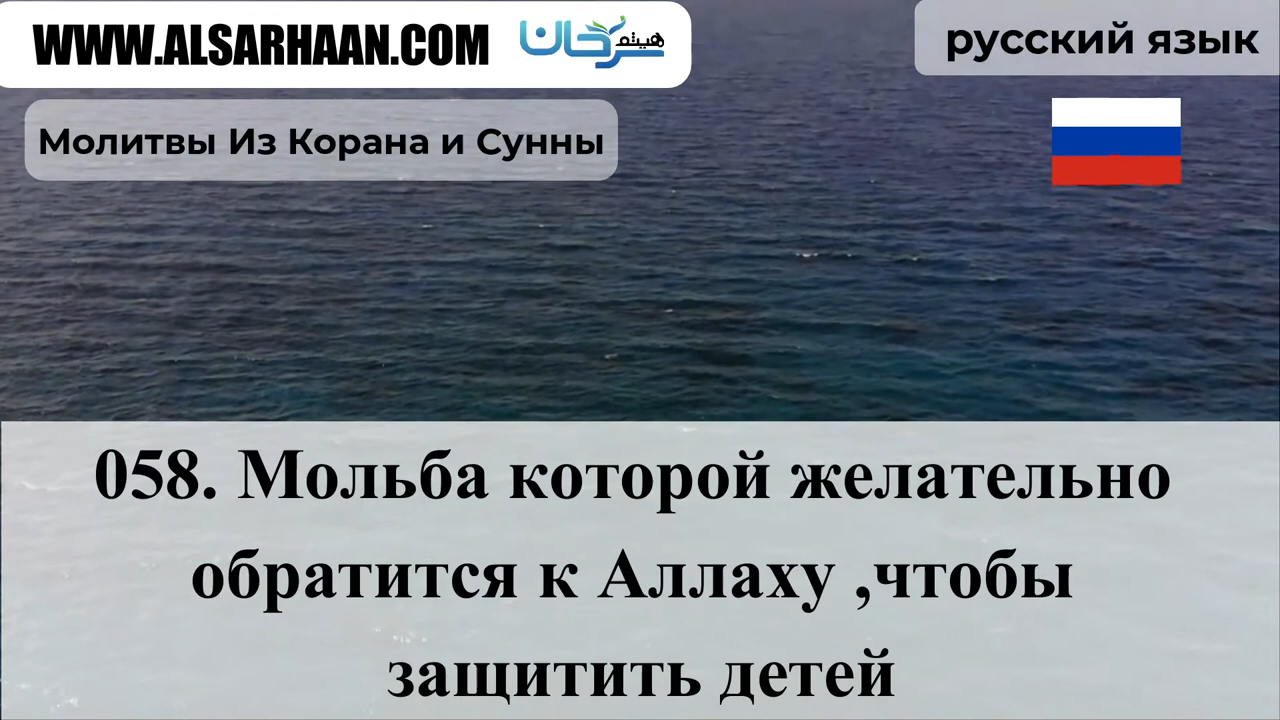 WWW.ALSARHAAN.COM
هيثم سرحان
русский язык
Молитвы Из Корана и Сунны
058. Мольба которой желательно
обратится к Аллаху ,чтобы
защитить детей